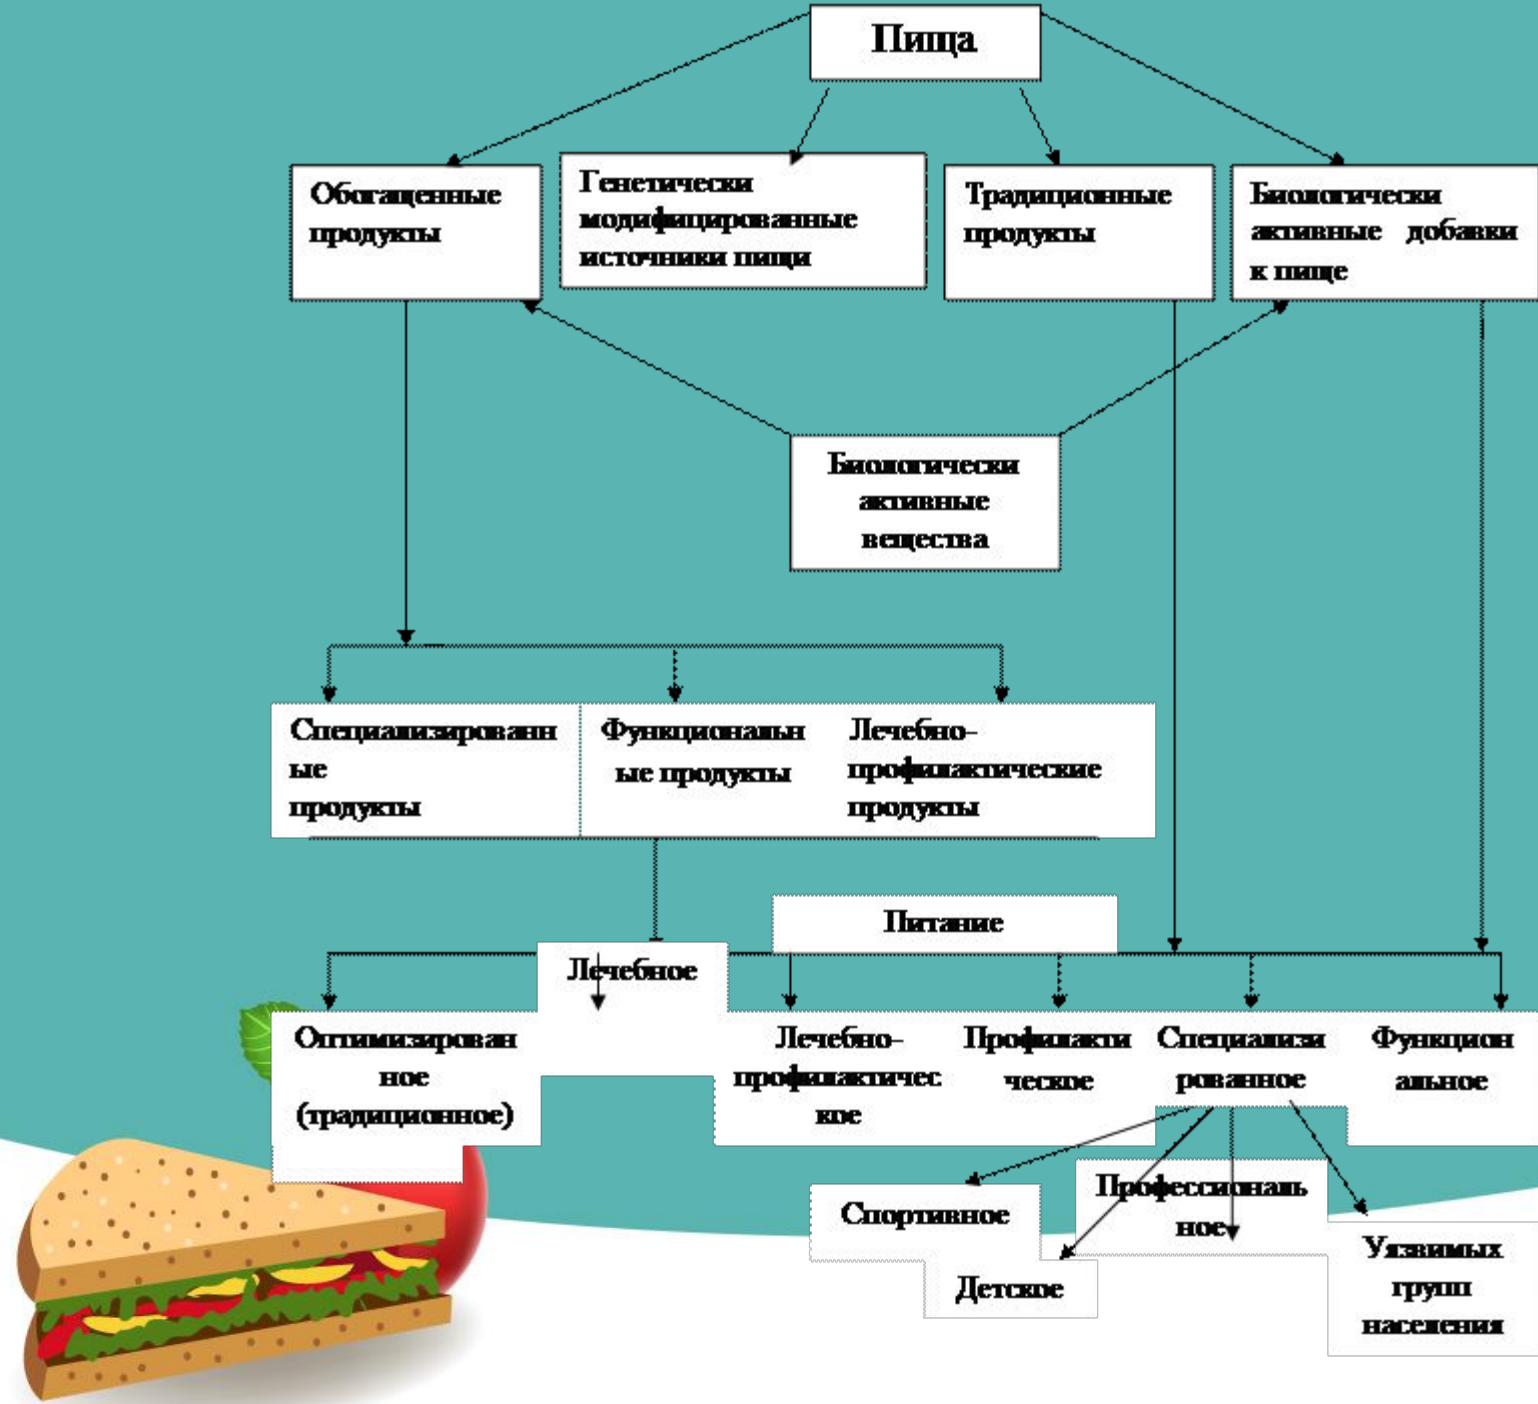 Пища
Обогащенные
продукты
Генетически
модифицированные
источники пищи
Традиционные
продукты
Биологически
активные добавки
к пище
Биологически
активные
вещества
Специализированн
ые
продукты
Функциональн
ые продукты
Лечебно-
профилактические
продукты
Питание
Лечебное
Оптимизирован
ное
(традиционное)
Лечебно-
профилактичес
кое
Профилакти
ческое
Специализи
рованное
Функцион
альное
Спортивное
Детское
Профессиональ
ное
Уязвимых
групп
населения